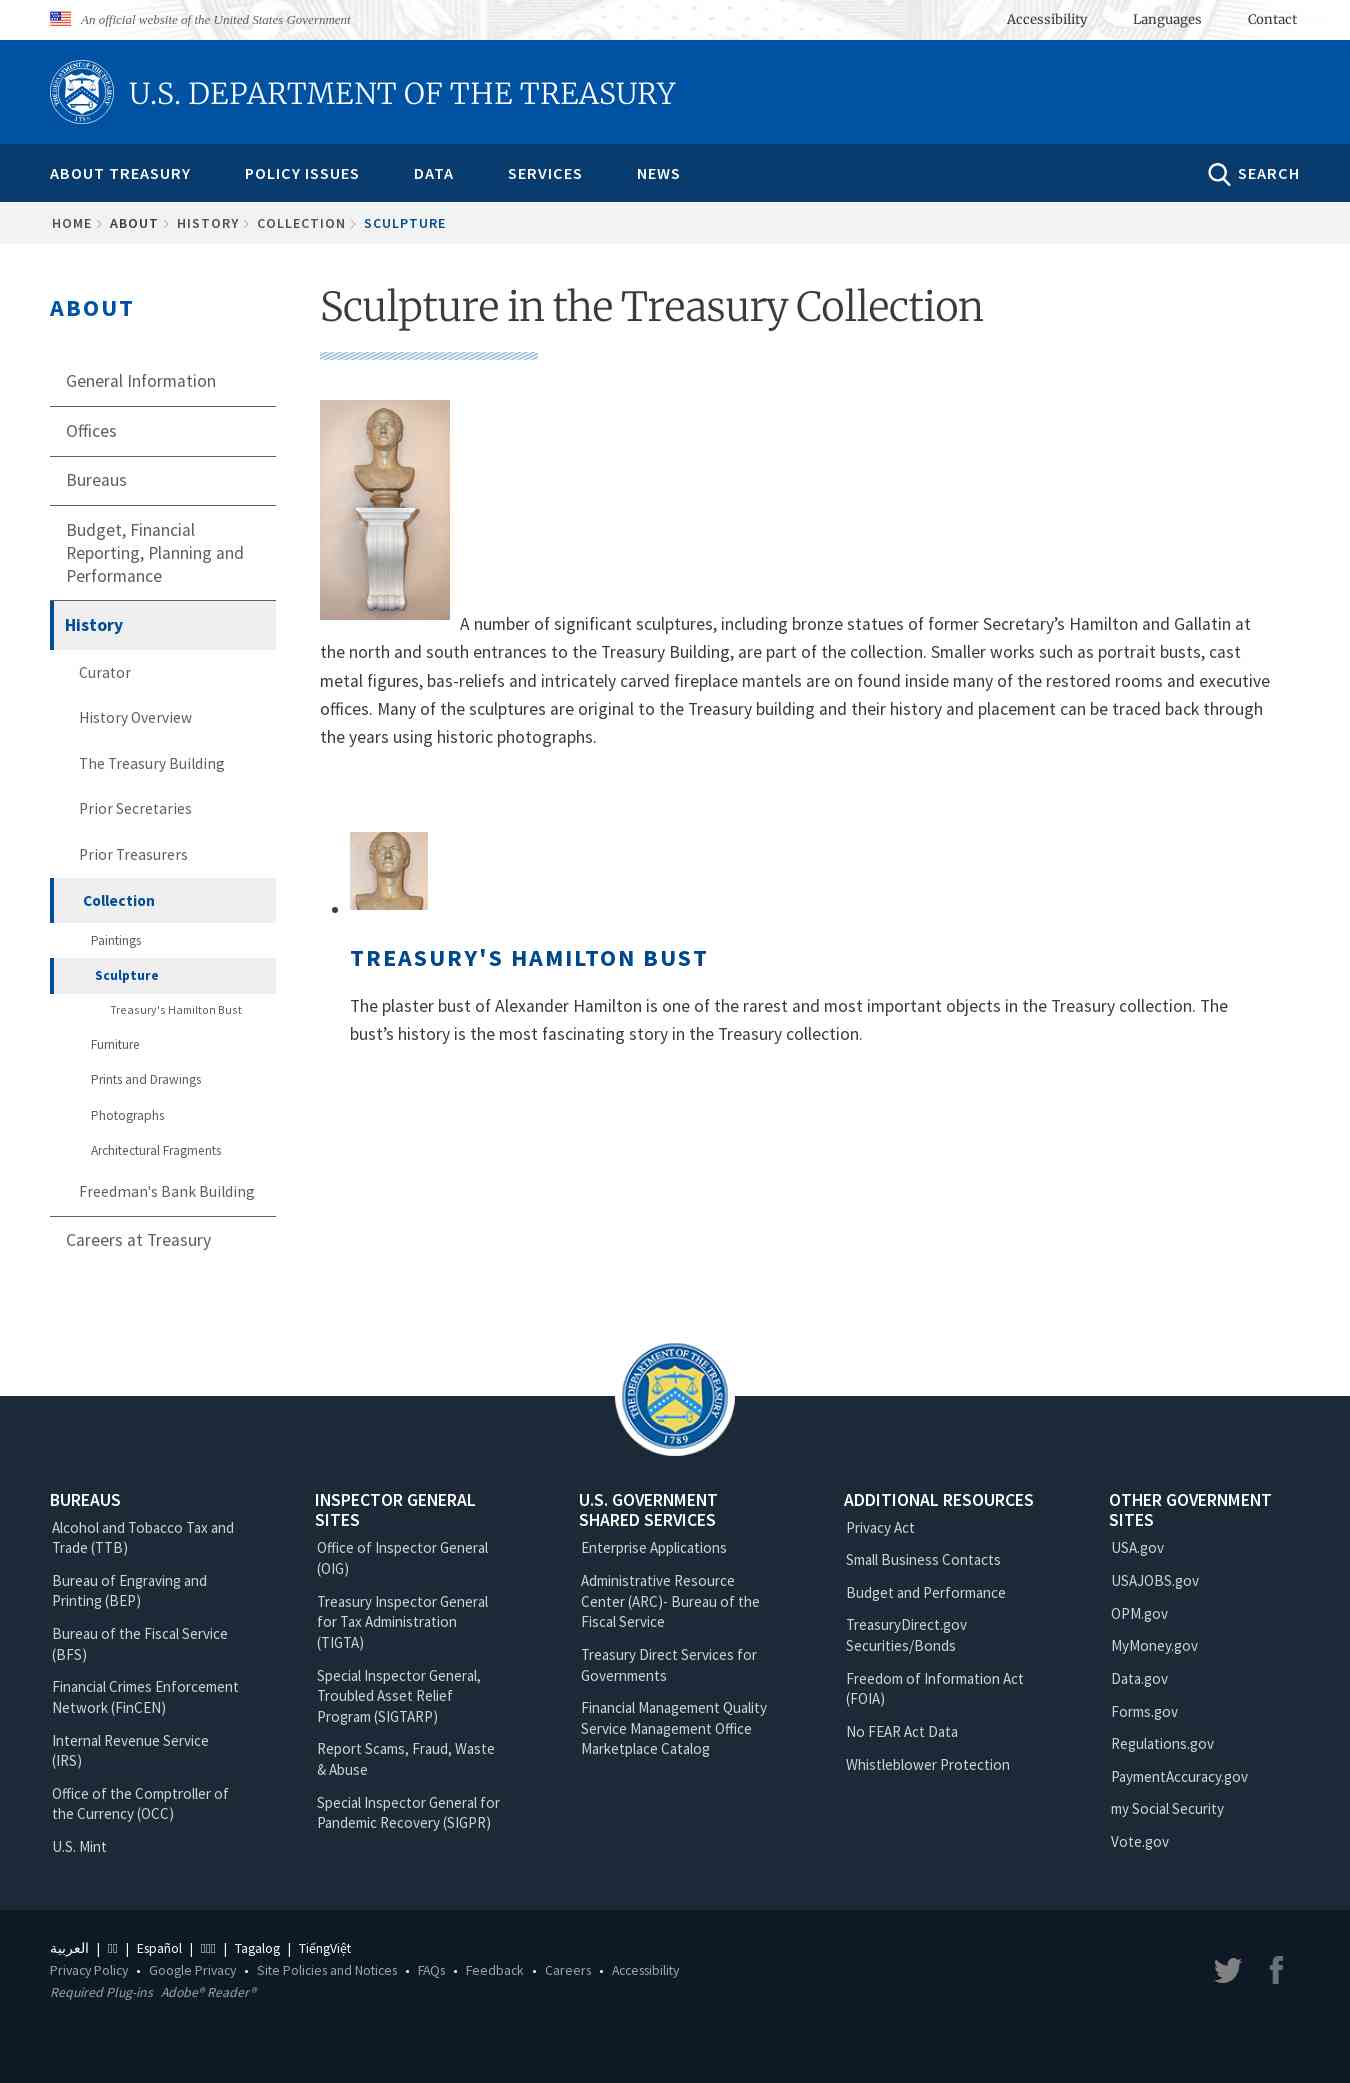 An official website of the United States Government
Accessibility
Languages
Contact
U.S. DEPARTMENT OF THE TREASURY
ABOUT TREASURY
POLICY ISSUES
DATA
SERVICES
NEWS
SEARCH
HOME
ABOUT
HISTORY
COLLECTION
SCULPTURE
ABOUT
General Information
Offices
Bureaus
Budget, Financial
Reporting, Planning and
Performance
History
Curator
History Overview
The Treasury Building
Prior Secretaries
Prior Treasurers
Collection
Paintings
Sculpture
Treasury's Hamilton Bust
Furniture
Prints and Drawings
Photographs
Architectural Fragments
Freedman's Bank Building
Careers at Treasury
Sculpture in the Treasury Collection
A number of significant sculptures, including bronze statues of former Secretary’s Hamilton and Gallatin at
the north and south entrances to the Treasury Building, are part of the collection. Smaller works such as portrait busts, cast
metal figures, bas-reliefs and intricately carved fireplace mantels are on found inside many of the restored rooms and executive
offices. Many of the sculptures are original to the Treasury building and their history and placement can be traced back through
the years using historic photographs.
TREASURY'S HAMILTON BUST
The plaster bust of Alexander Hamilton is one of the rarest and most important objects in the Treasury collection. The
bust’s history is the most fascinating story in the Treasury collection.
THE DEPARTMENT OF THE TREASURY
1789
BUREAUS
Alcohol and Tobacco Tax and
Trade (TTB)
Bureau of Engraving and
Printing (BEP)
Bureau of the Fiscal Service
(BFS)
Financial Crimes Enforcement
Network (FinCEN)
Internal Revenue Service
(IRS)
Office of the Comptroller of
the Currency (OCC)
U.S. Mint
INSPECTOR GENERAL
SITES
Office of Inspector General
(OIG)
Treasury Inspector General
for Tax Administration
(TIGTA)
Special Inspector General,
Troubled Asset Relief
Program (SIGTARP)
Report Scams, Fraud, Waste
& Abuse
Special Inspector General for
Pandemic Recovery (SIGPR)
U.S. GOVERNMENT
SHARED SERVICES
Enterprise Applications
Administrative Resource
Center (ARC)- Bureau of the
Fiscal Service
Treasury Direct Services for
Governments
Financial Management Quality
Service Management Office
Marketplace Catalog
ADDITIONAL RESOURCES
Privacy Act
Small Business Contacts
Budget and Performance
TreasuryDirect.gov
Securities/Bonds
Freedom of Information Act
(FOIA)
No FEAR Act Data
Whistleblower Protection
OTHER GOVERNMENT
SITES
USA.gov
USAJOBS.gov
OPM.gov
MyMoney.gov
Data.gov
Forms.gov
Regulations.gov
PaymentAccuracy.gov
my Social Security
Vote.gov
العربية | | Español | | Tagalog | TiếngViệt
Privacy Policy • Google Privacy • Site Policies and Notices • FAQs • Feedback • Careers • Accessibility
Required Plug-ins Adobe® Reader®